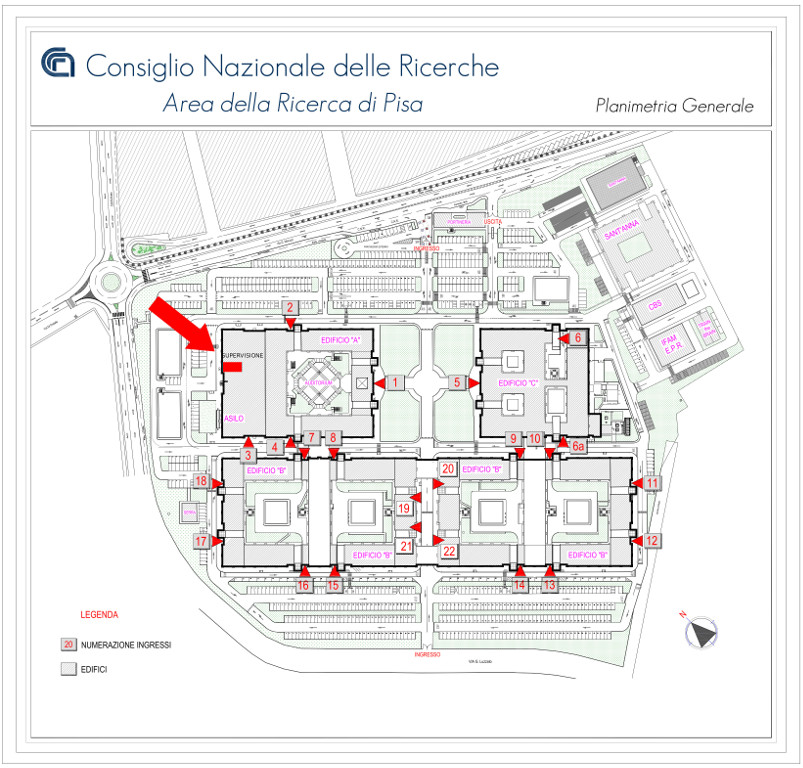 Consiglio Nazionale delle Ricerche
Area della Ricerca di Pisa
Planimetria Generale
PORTINERIA
USCITA
INGRESSO
SANT'ANNA
CBS
IFAM
E.P.R.
2
SUPERVISIONE
EDIFICIO "A"
6
AUDITORIUM
1
5
EDIFICIO "C"
ASILO
3
4
7
8
9
10
6a
EDIFICIO "B"
20
EDIFICIO "B"
18
11
19
17
21
22
12
EDIFICIO "B"
EDIFICIO "B"
16
15
14
13
LEGENDA
20 NUMERAZIONE INGRESSI
EDIFICI
INGRESSO
N